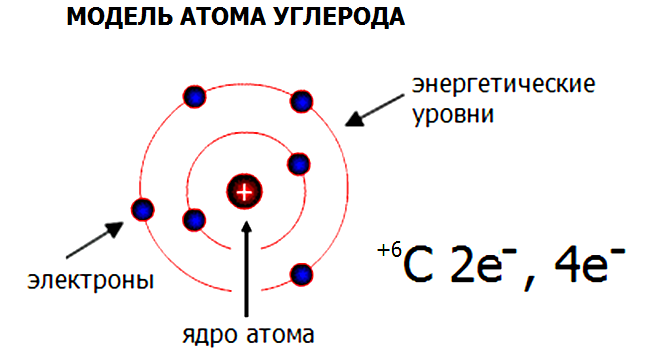 МОДЕЛЬ АТОМА УГЛЕРОДА
энергетические
уровни
+
электроны
+6C 2e-, 4e-
ядро атома